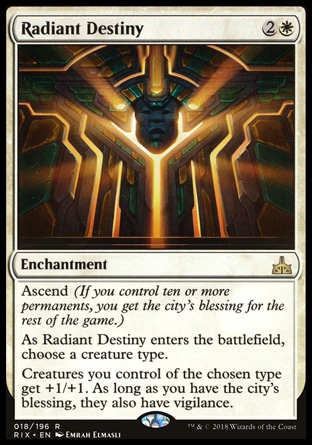 Radiant Destiny 2
Enchantment
Ascend (If you control ten or more
permanents, you get the city's blessing for
the rest of the game.)
As Radiant Destiny enters the battlefield,
choose a creature type.
Creatures you control of the chosen type
get +1/+1. As long as you have the city's
blessing, they also have vigilance.
018/196 R
RIX • EN Emrah Elmasli ™ & © 2018 Wizards of the Coast